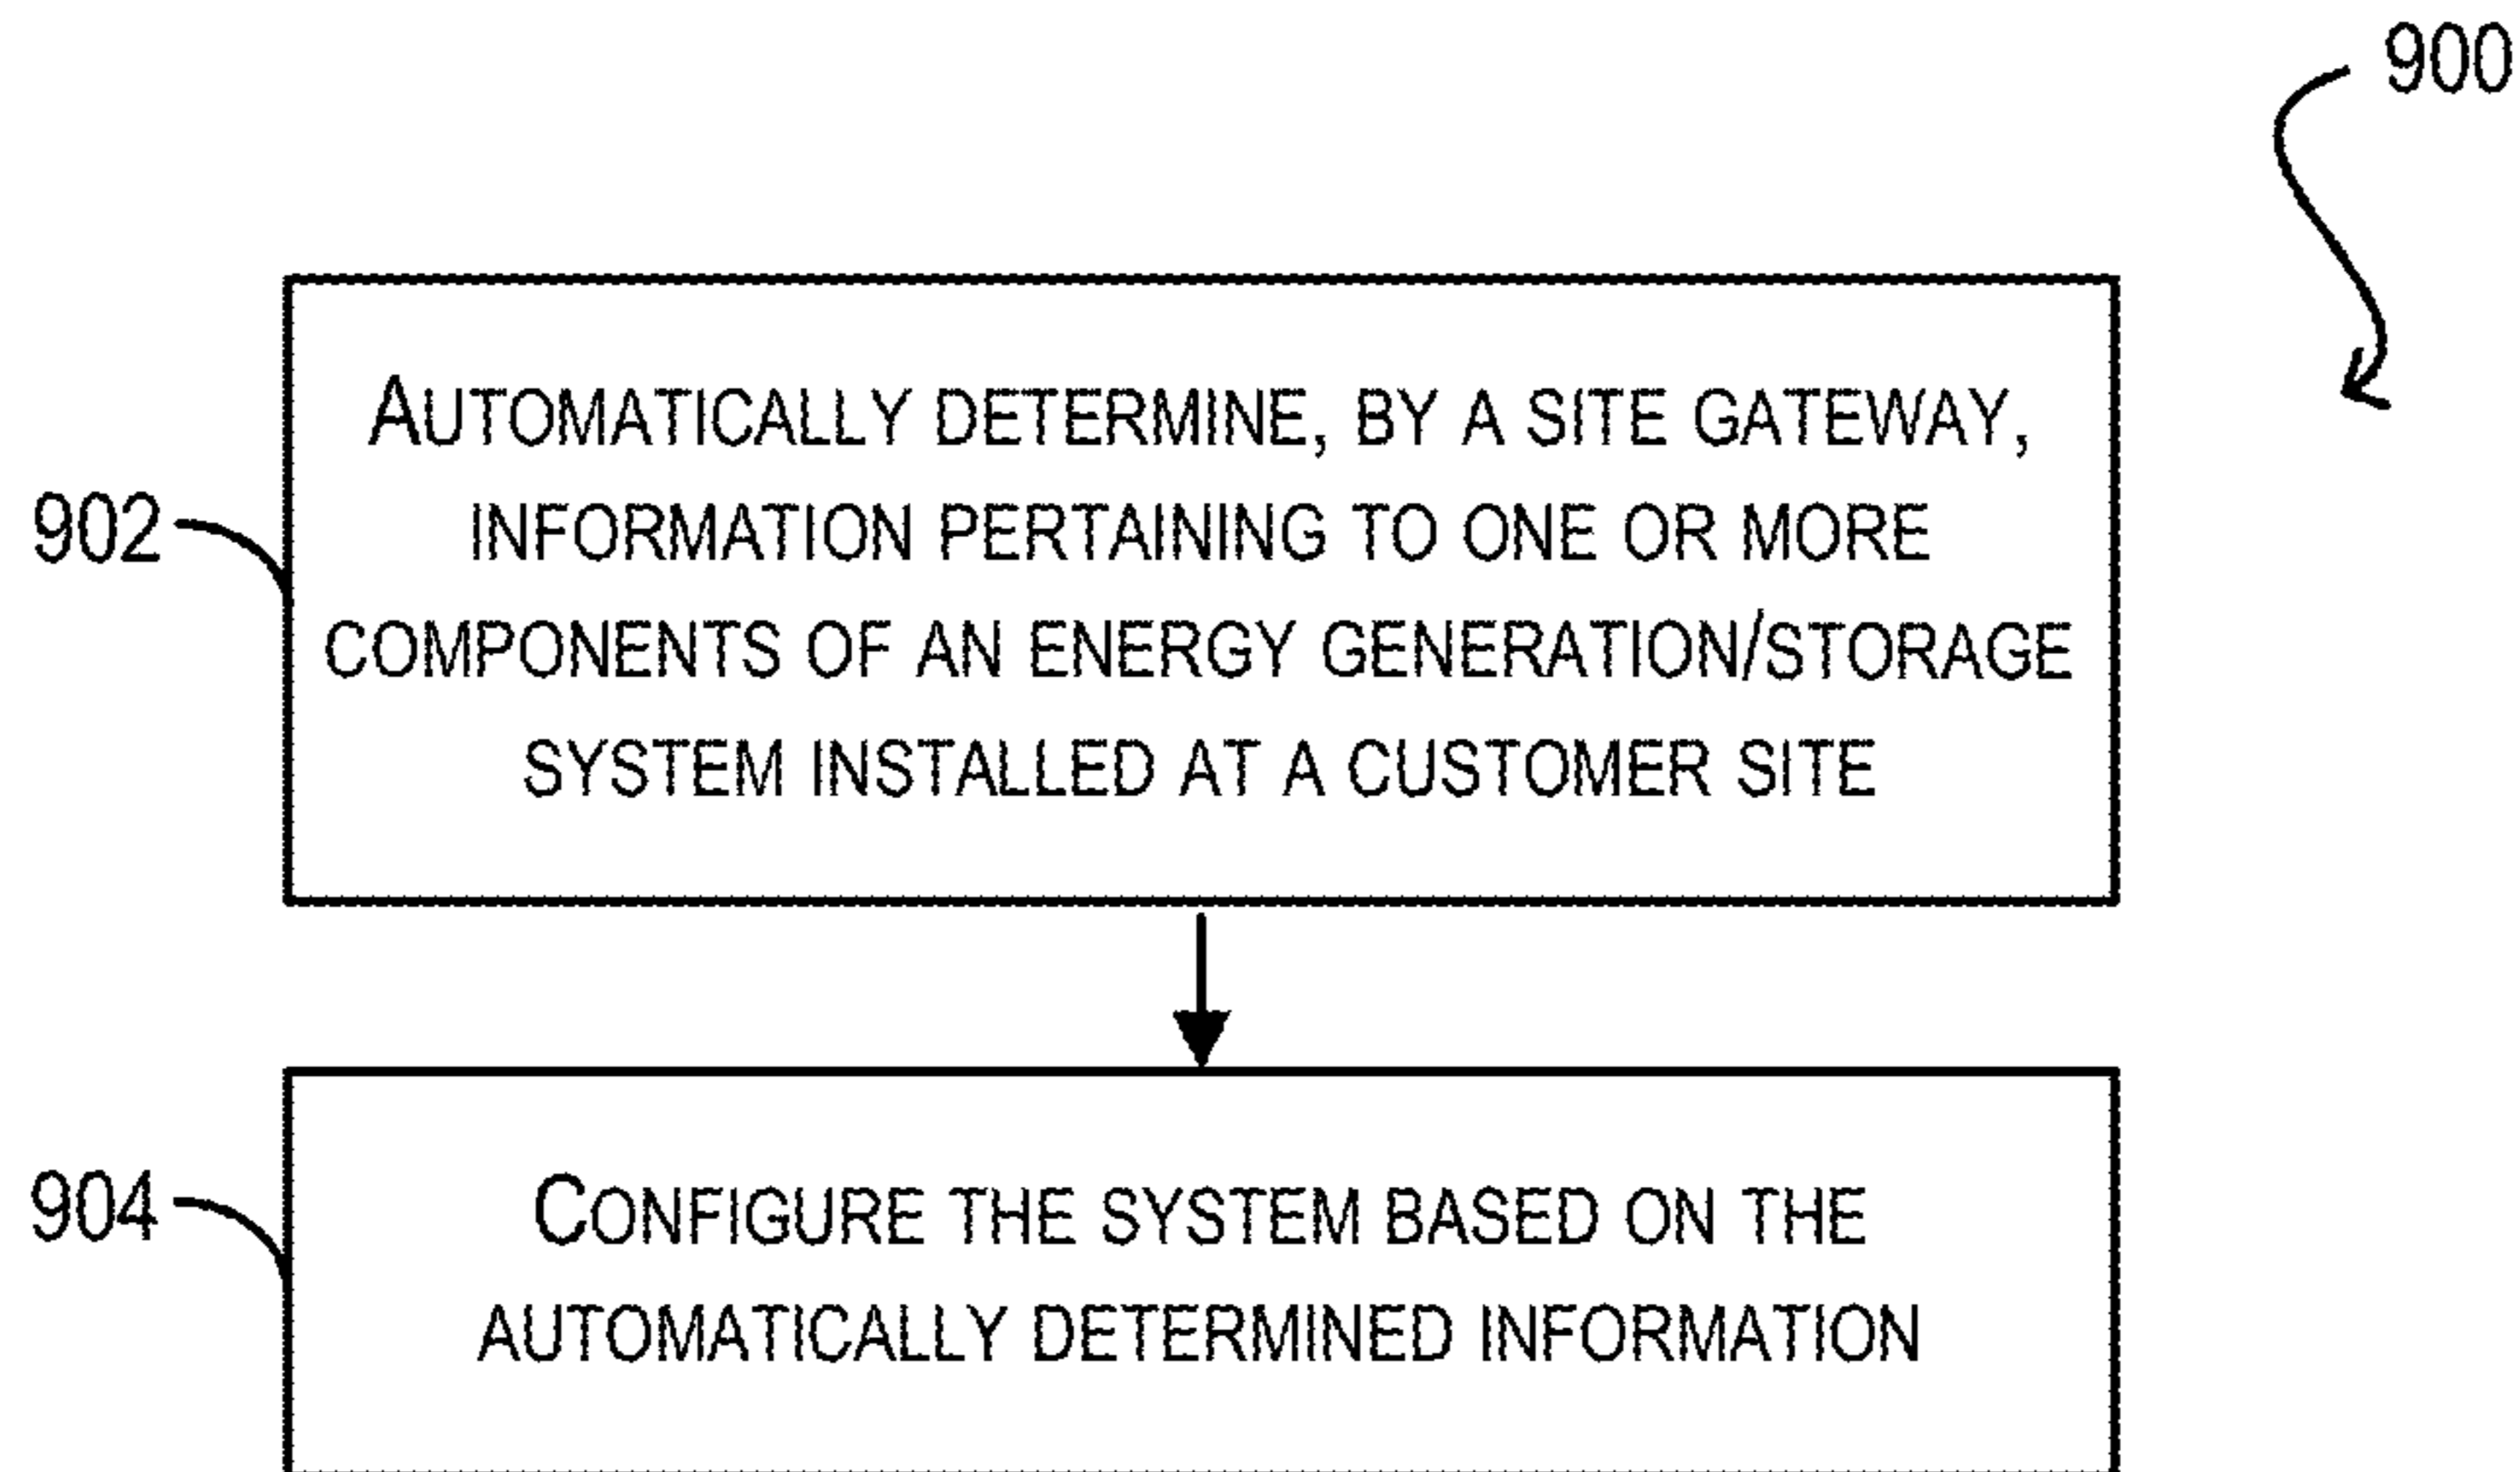 900
902
AUTOMATICALLY DETERMINE, BY A SITE GATEWAY,
INFORMATION PERTAINING TO ONE OR MORE
COMPONENTS OF AN ENERGY GENERATION/STORAGE
SYSTEM INSTALLED AT A CUSTOMER SITE
904
CONFIGURE THE SYSTEM BASED ON THE
AUTOMATICALLY DETERMINED INFORMATION